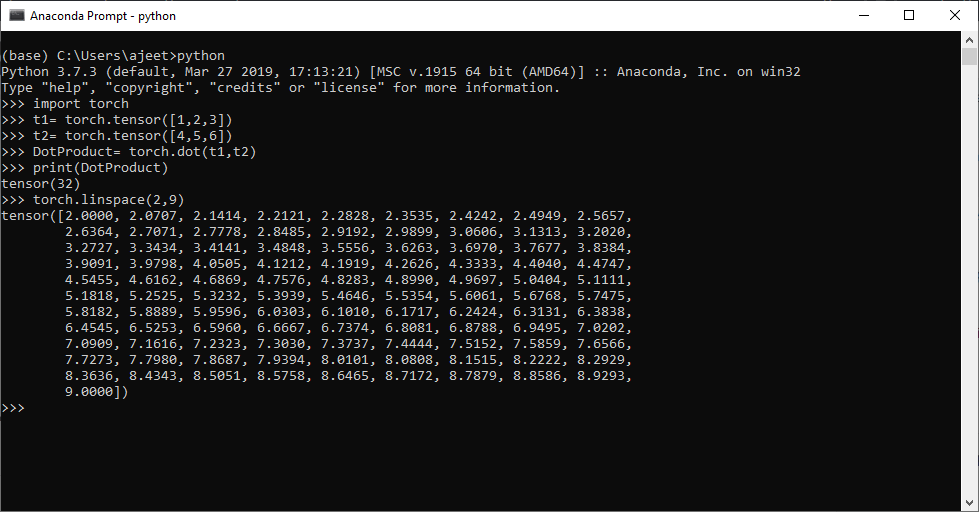 Anaconda Prompt - python
(base) C:\Users\ajeet>python
Python 3.7.3 (default, Mar 27 2019, 17:13:21) [MSC v.1915 64 bit (AMD64)] :: Anaconda, Inc. on win32
Type "help", "copyright", "credits" or "license" for more information.
>>> import torch
>>> t1= torch.tensor([1,2,3])
>>> t2= torch.tensor([4,5,6])
>>> DotProduct= torch.dot(t1,t2)
>>> print(DotProduct)
tensor(32)
>>> torch.linspace(2,9)
tensor([2.0000, 2.0707, 2.1414, 2.2121, 2.2828, 2.3535, 2.4242, 2.4949, 2.5657,
        2.6364, 2.7071, 2.7778, 2.8485, 2.9192, 2.9899, 3.0606, 3.1313, 3.2020,
        3.2727, 3.3434, 3.4141, 3.4848, 3.5556, 3.6263, 3.6970, 3.7677, 3.8384,
        3.9091, 3.9798, 4.0505, 4.1212, 4.1919, 4.2626, 4.3333, 4.4040, 4.4747,
        4.5455, 4.6162, 4.6869, 4.7576, 4.8283, 4.8990, 4.9697, 5.0404, 5.1111,
        5.1818, 5.2525, 5.3232, 5.3939, 5.4646, 5.5354, 5.6061, 5.6768, 5.7475,
        5.8182, 5.8889, 5.9596, 6.0303, 6.1010, 6.1717, 6.2424, 6.3131, 6.3838,
        6.4545, 6.5253, 6.5960, 6.6667, 6.7374, 6.8081, 6.8788, 6.9495, 7.0202,
        7.0909, 7.1616, 7.2323, 7.3030, 7.3737, 7.4444, 7.5152, 7.5859, 7.6566,
        7.7273, 7.7980, 7.8687, 7.9394, 8.0101, 8.0808, 8.1515, 8.2222, 8.2929,
        8.3636, 8.4343, 8.5051, 8.5758, 8.6465, 8.7172, 8.7879, 8.8586, 8.9293,
        9.0000])
>>>